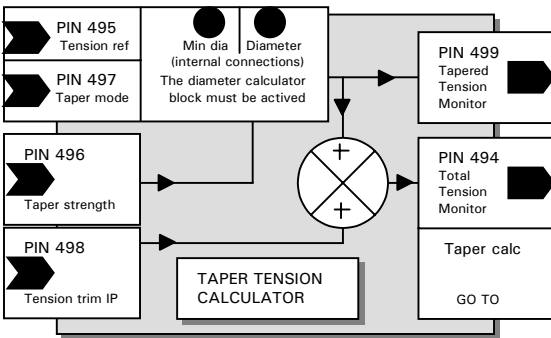 PIN 495
Tension ref
PIN 497
Taper mode
Min dia
Diameter
(internal connections)
The diameter calculator
block must be actived
PIN 499
Tapered
Tension
Monitor
PIN 496
Taper strength
+
+
PIN 494
Total
Tension
Monitor
PIN 498
Tension trim IP
TAPER TENSION
CALCULATOR
Taper calc
GO TO